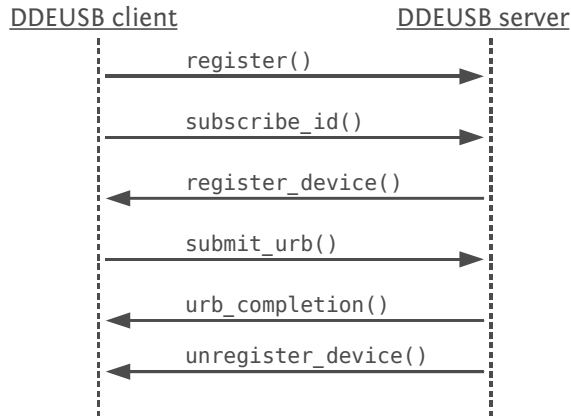 DDEUSB client
DDEUSB server
register()
subscribe_id()
register_device()
submit_urb()
urb_completion()
unregister_device()